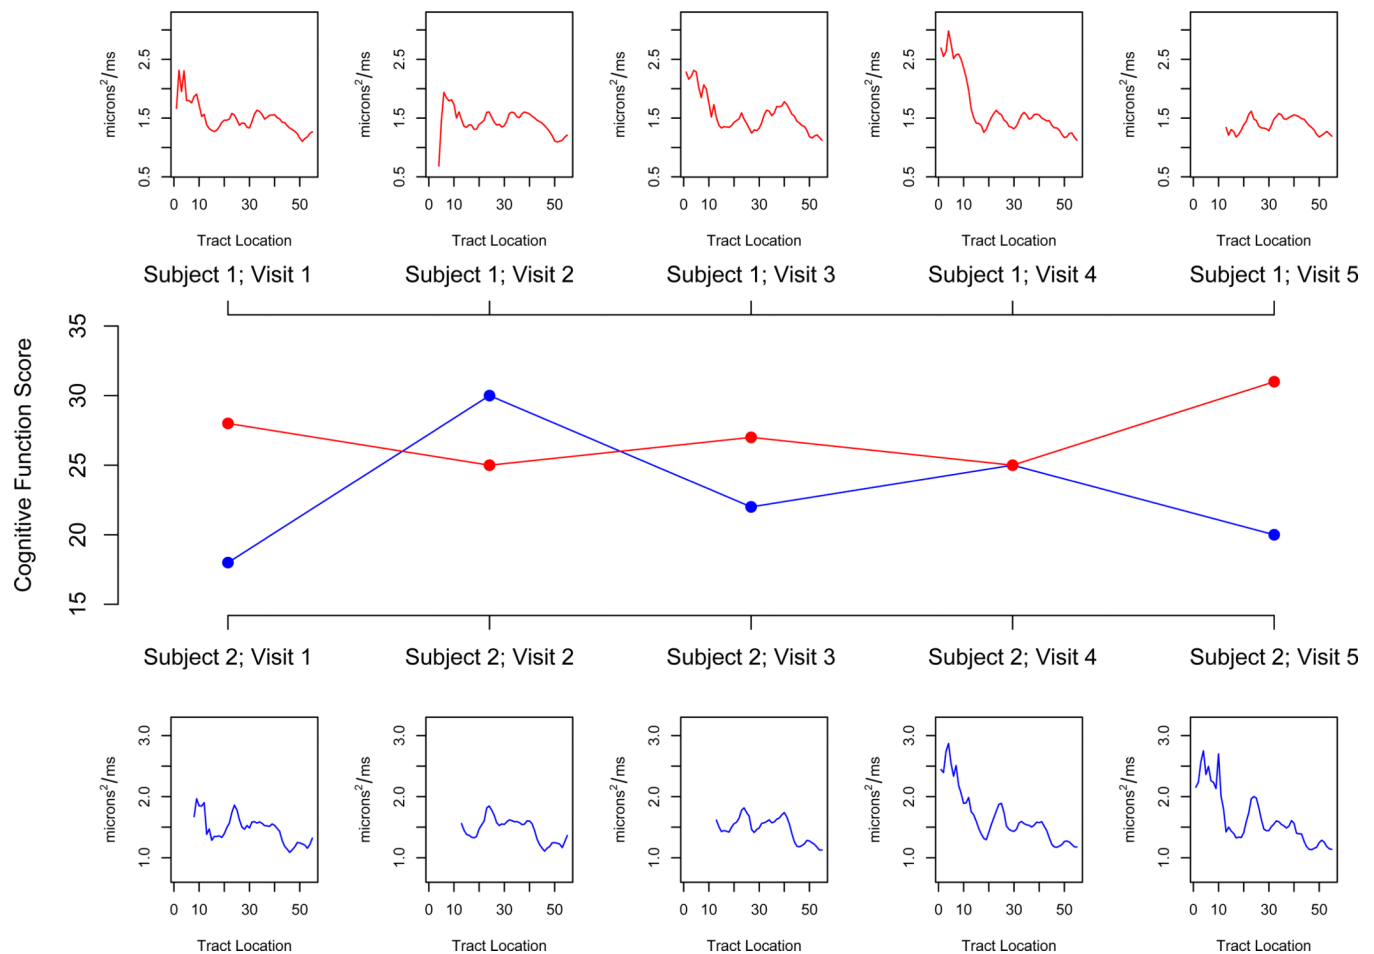 microns²/ms
0.5 1.5 2.5
0 10 30 50
Tract Location
Subject 1; Visit 1
microns²/ms
0.5 1.5 2.5
0 10 30 50
Tract Location
Subject 1; Visit 2
microns²/ms
0.5 1.5 2.5
0 10 30 50
Tract Location
Subject 1; Visit 3
microns²/ms
0.5 1.5 2.5
0 10 30 50
Tract Location
Subject 1; Visit 4
microns²/ms
0.5 1.5 2.5
0 10 30 50
Tract Location
Subject 1; Visit 5
Cognitive Function Score
15 20 25 30 35
Subject 2; Visit 1
microns²/ms
1.0 2.0 3.0
0 10 30 50
Tract Location
Subject 2; Visit 2
microns²/ms
1.0 2.0 3.0
0 10 30 50
Tract Location
Subject 2; Visit 3
microns²/ms
1.0 2.0 3.0
0 10 30 50
Tract Location
Subject 2; Visit 4
microns²/ms
1.0 2.0 3.0
0 10 30 50
Tract Location
Subject 2; Visit 5
microns²/ms
1.0 2.0 3.0
0 10 30 50
Tract Location